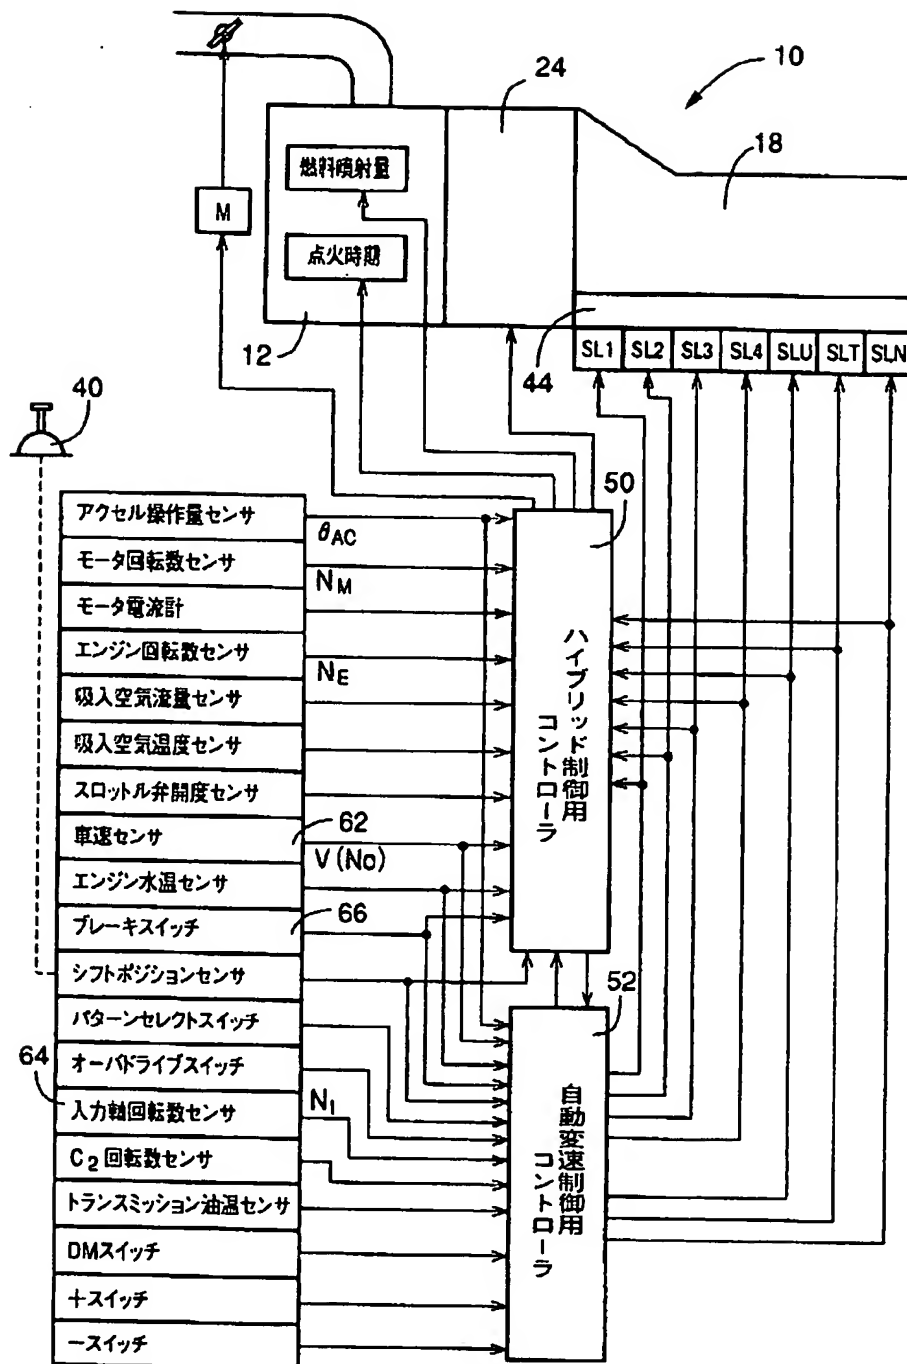 10
24
18
燃料噴射量
M
点火時期
12
44
SL1 SL2 SL3 SL4 SLU SLT SLN
40
50
アクセル操作量センサ
θAC
モータ回転数センサ
NM
モータ電流計
エンジン回転数センサ
NE
吸入空気流量センサ
吸入空気温度センサ
スロットル弁開度センサ
車速センサ
62
V(No)
エンジン水温センサ
ブレーキスイッチ
66
シフトポジションセンサ
パターンセレクトスイッチ
オーバドライブスイッチ
64
入力軸回転数センサ
NI
C2回転数センサ
トランスミッション油温センサ
DMスイッチ
+スイッチ
ースイッチ
ハイブリッド制御用
コントローラ
52
自動変速制御用
コントローラ